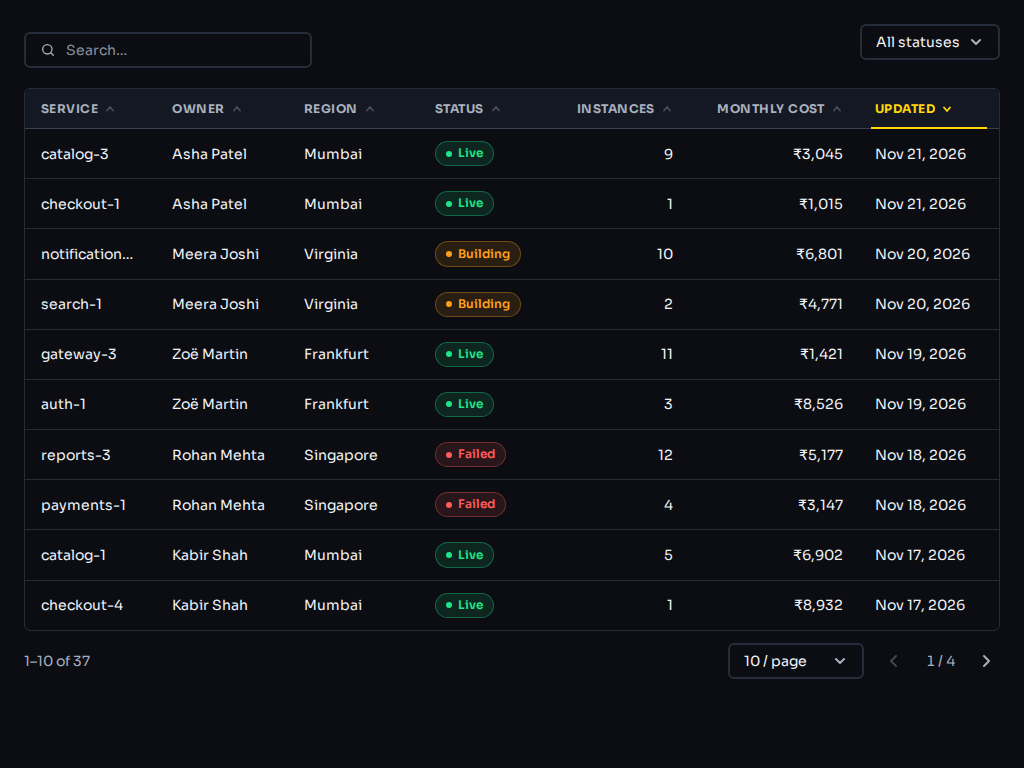 Search...
All statuses
SERVICE OWNER REGION STATUS INSTANCES MONTHLY COST UPDATED
catalog-3 Asha Patel Mumbai Live 9 ₹3,045 Nov 21, 2026
checkout-1 Asha Patel Mumbai Live 1 ₹1,015 Nov 21, 2026
notification... Meera Joshi Virginia Building 10 ₹6,801 Nov 20, 2026
search-1 Meera Joshi Virginia Building 2 ₹4,771 Nov 20, 2026
gateway-3 Zoë Martin Frankfurt Live 11 ₹1,421 Nov 19, 2026
auth-1 Zoë Martin Frankfurt Live 3 ₹8,526 Nov 19, 2026
reports-3 Rohan Mehta Singapore Failed 12 ₹5,177 Nov 18, 2026
payments-1 Rohan Mehta Singapore Failed 4 ₹3,147 Nov 18, 2026
catalog-1 Kabir Shah Mumbai Live 5 ₹6,902 Nov 17, 2026
checkout-4 Kabir Shah Mumbai Live 1 ₹8,932 Nov 17, 2026
1–10 of 37
10 / page
1 / 4